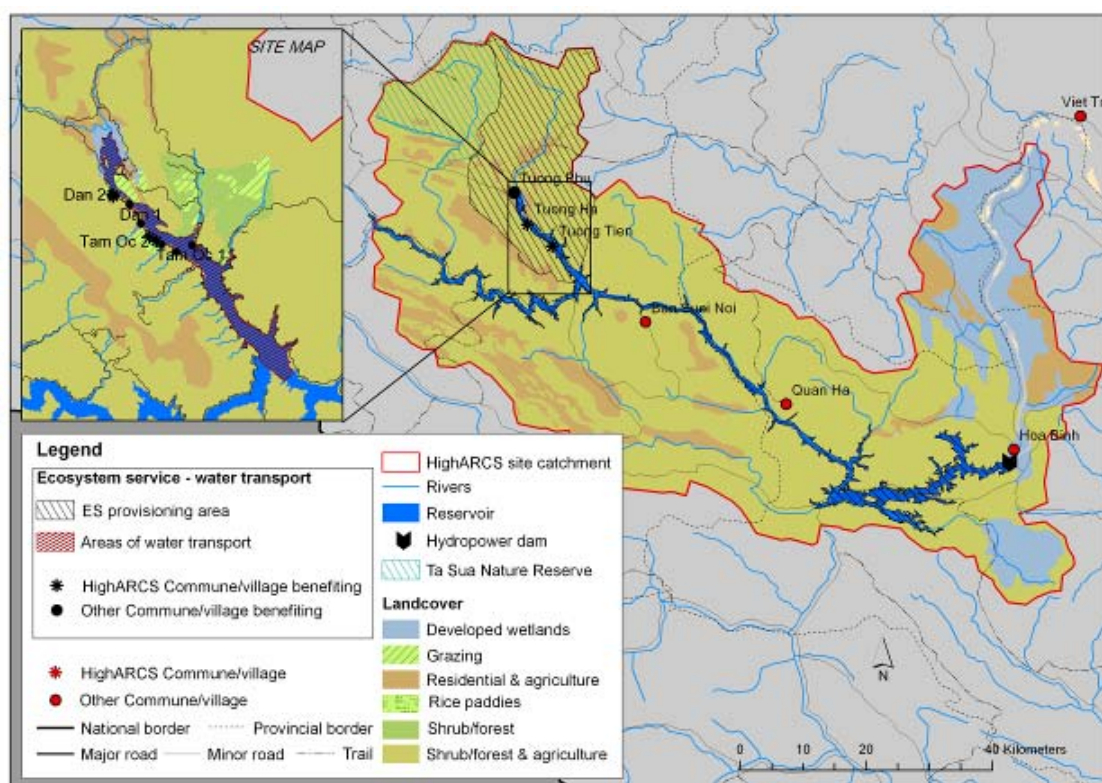 SITE MAP
Dan 2
Dan 1
Tam Oc 2
Tam Oc 1
Viet
Tuong Phu
Tuong Ha
Tuong Tien
Ban Suoi Noi
Quan Ha
Hoa Binh
N
0 10 20 40 Kilometers
Legend
Ecosystem service - water transport
ES provisioning area
Areas of water transport
HighARCS Commune/village benefiting
Other Commune/village benefiting
HighARCS Commune/village
Other Commune/village
National border
Provincial border
Major road
Minor road
Trail
HighARCS site catchment
Rivers
Reservoir
Hydropower dam
Ta Sua Nature Reserve
Landcover
Developed wetlands
Grazing
Residential & agriculture
Rice paddies
Shrub/forest
Shrub/forest & agriculture